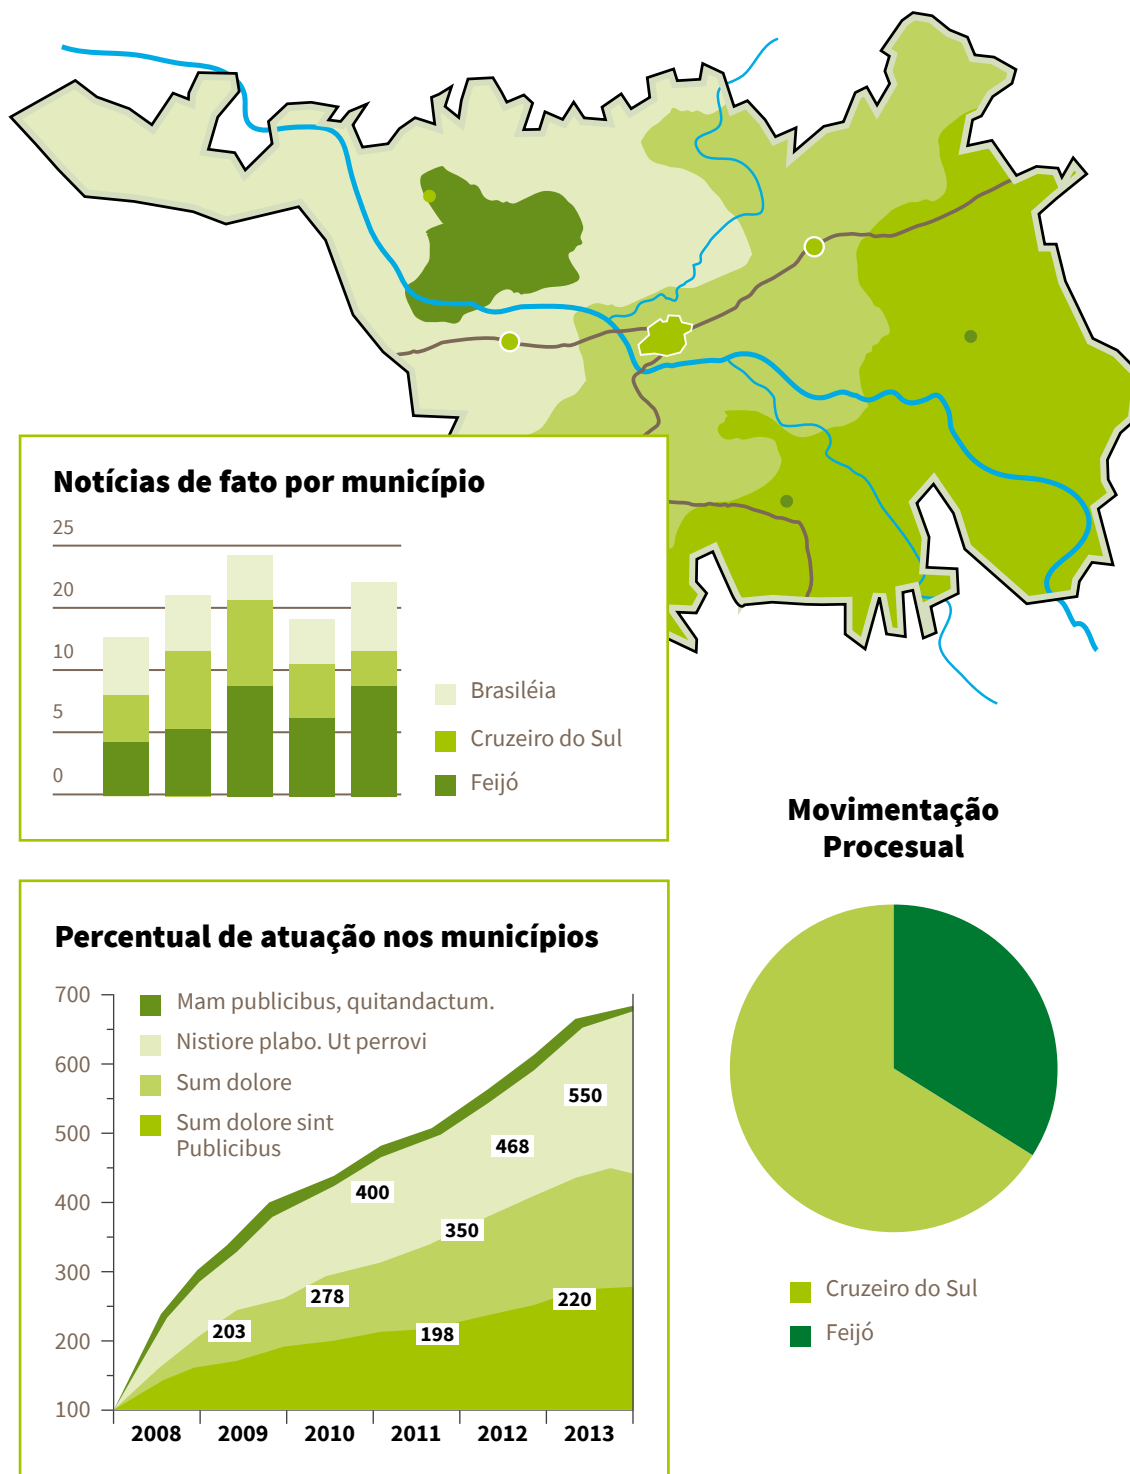 Notícias de fato por município
25
20
10
5
0
Brasiléia
Cruzeiro do Sul
Feijó
Movimentação
Procesual
Cruzeiro do Sul
Feijó
Percentual de atuação nos municípios
700
600
500
400
300
200
100
Mam publicibus, quitandactum.
Nistiore plabo. Ut perrovi
Sum dolore
Sum dolore sint
Publicibus
550
468
400
350
278
220
203
198
2008 2009 2010 2011 2012 2013